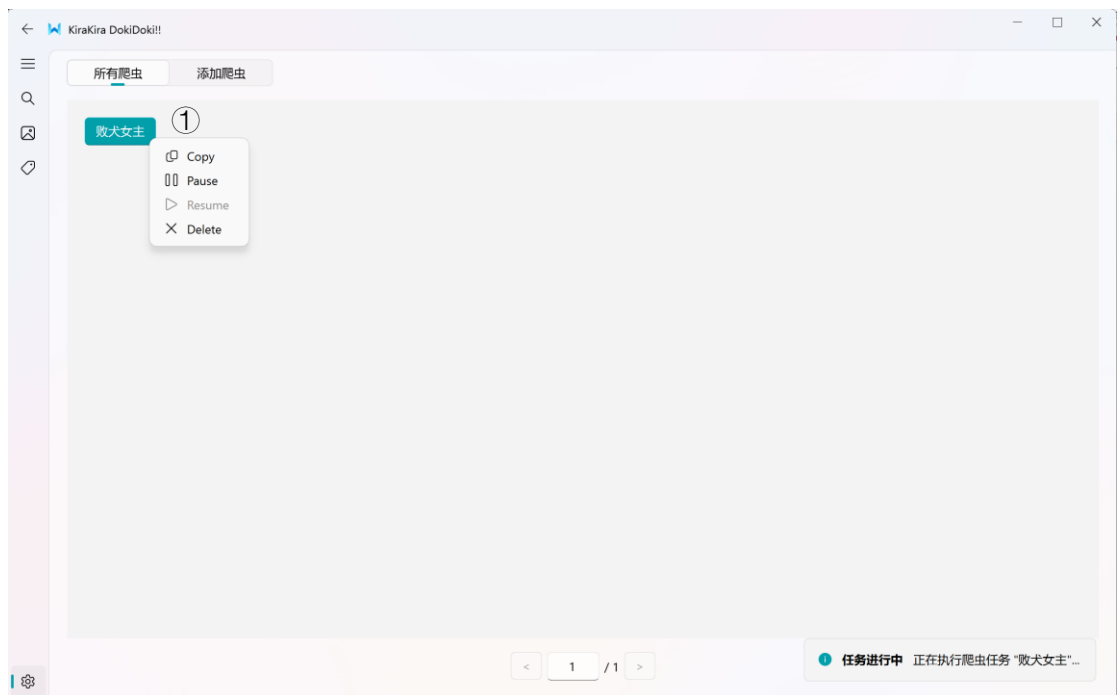 KiraKira DokiDoki!!
所有爬虫 添加爬虫
败犬女主 ①
Copy
Pause
Resume
Delete
< 1 / 1 >
任务进行中 正在执行爬虫任务 "败犬女主"...